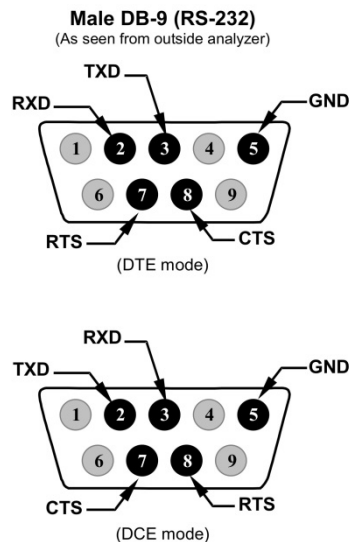 Male DB-9 (RS-232)
(As seen from outside analyzer)
TXD
RXD
GND
1 2 3 4 5
6 7 8 9
RTS
CTS
(DTE mode)
RXD
TXD
GND
1 2 3 4 5
6 7 8 9
CTS
RTS
(DCE mode)